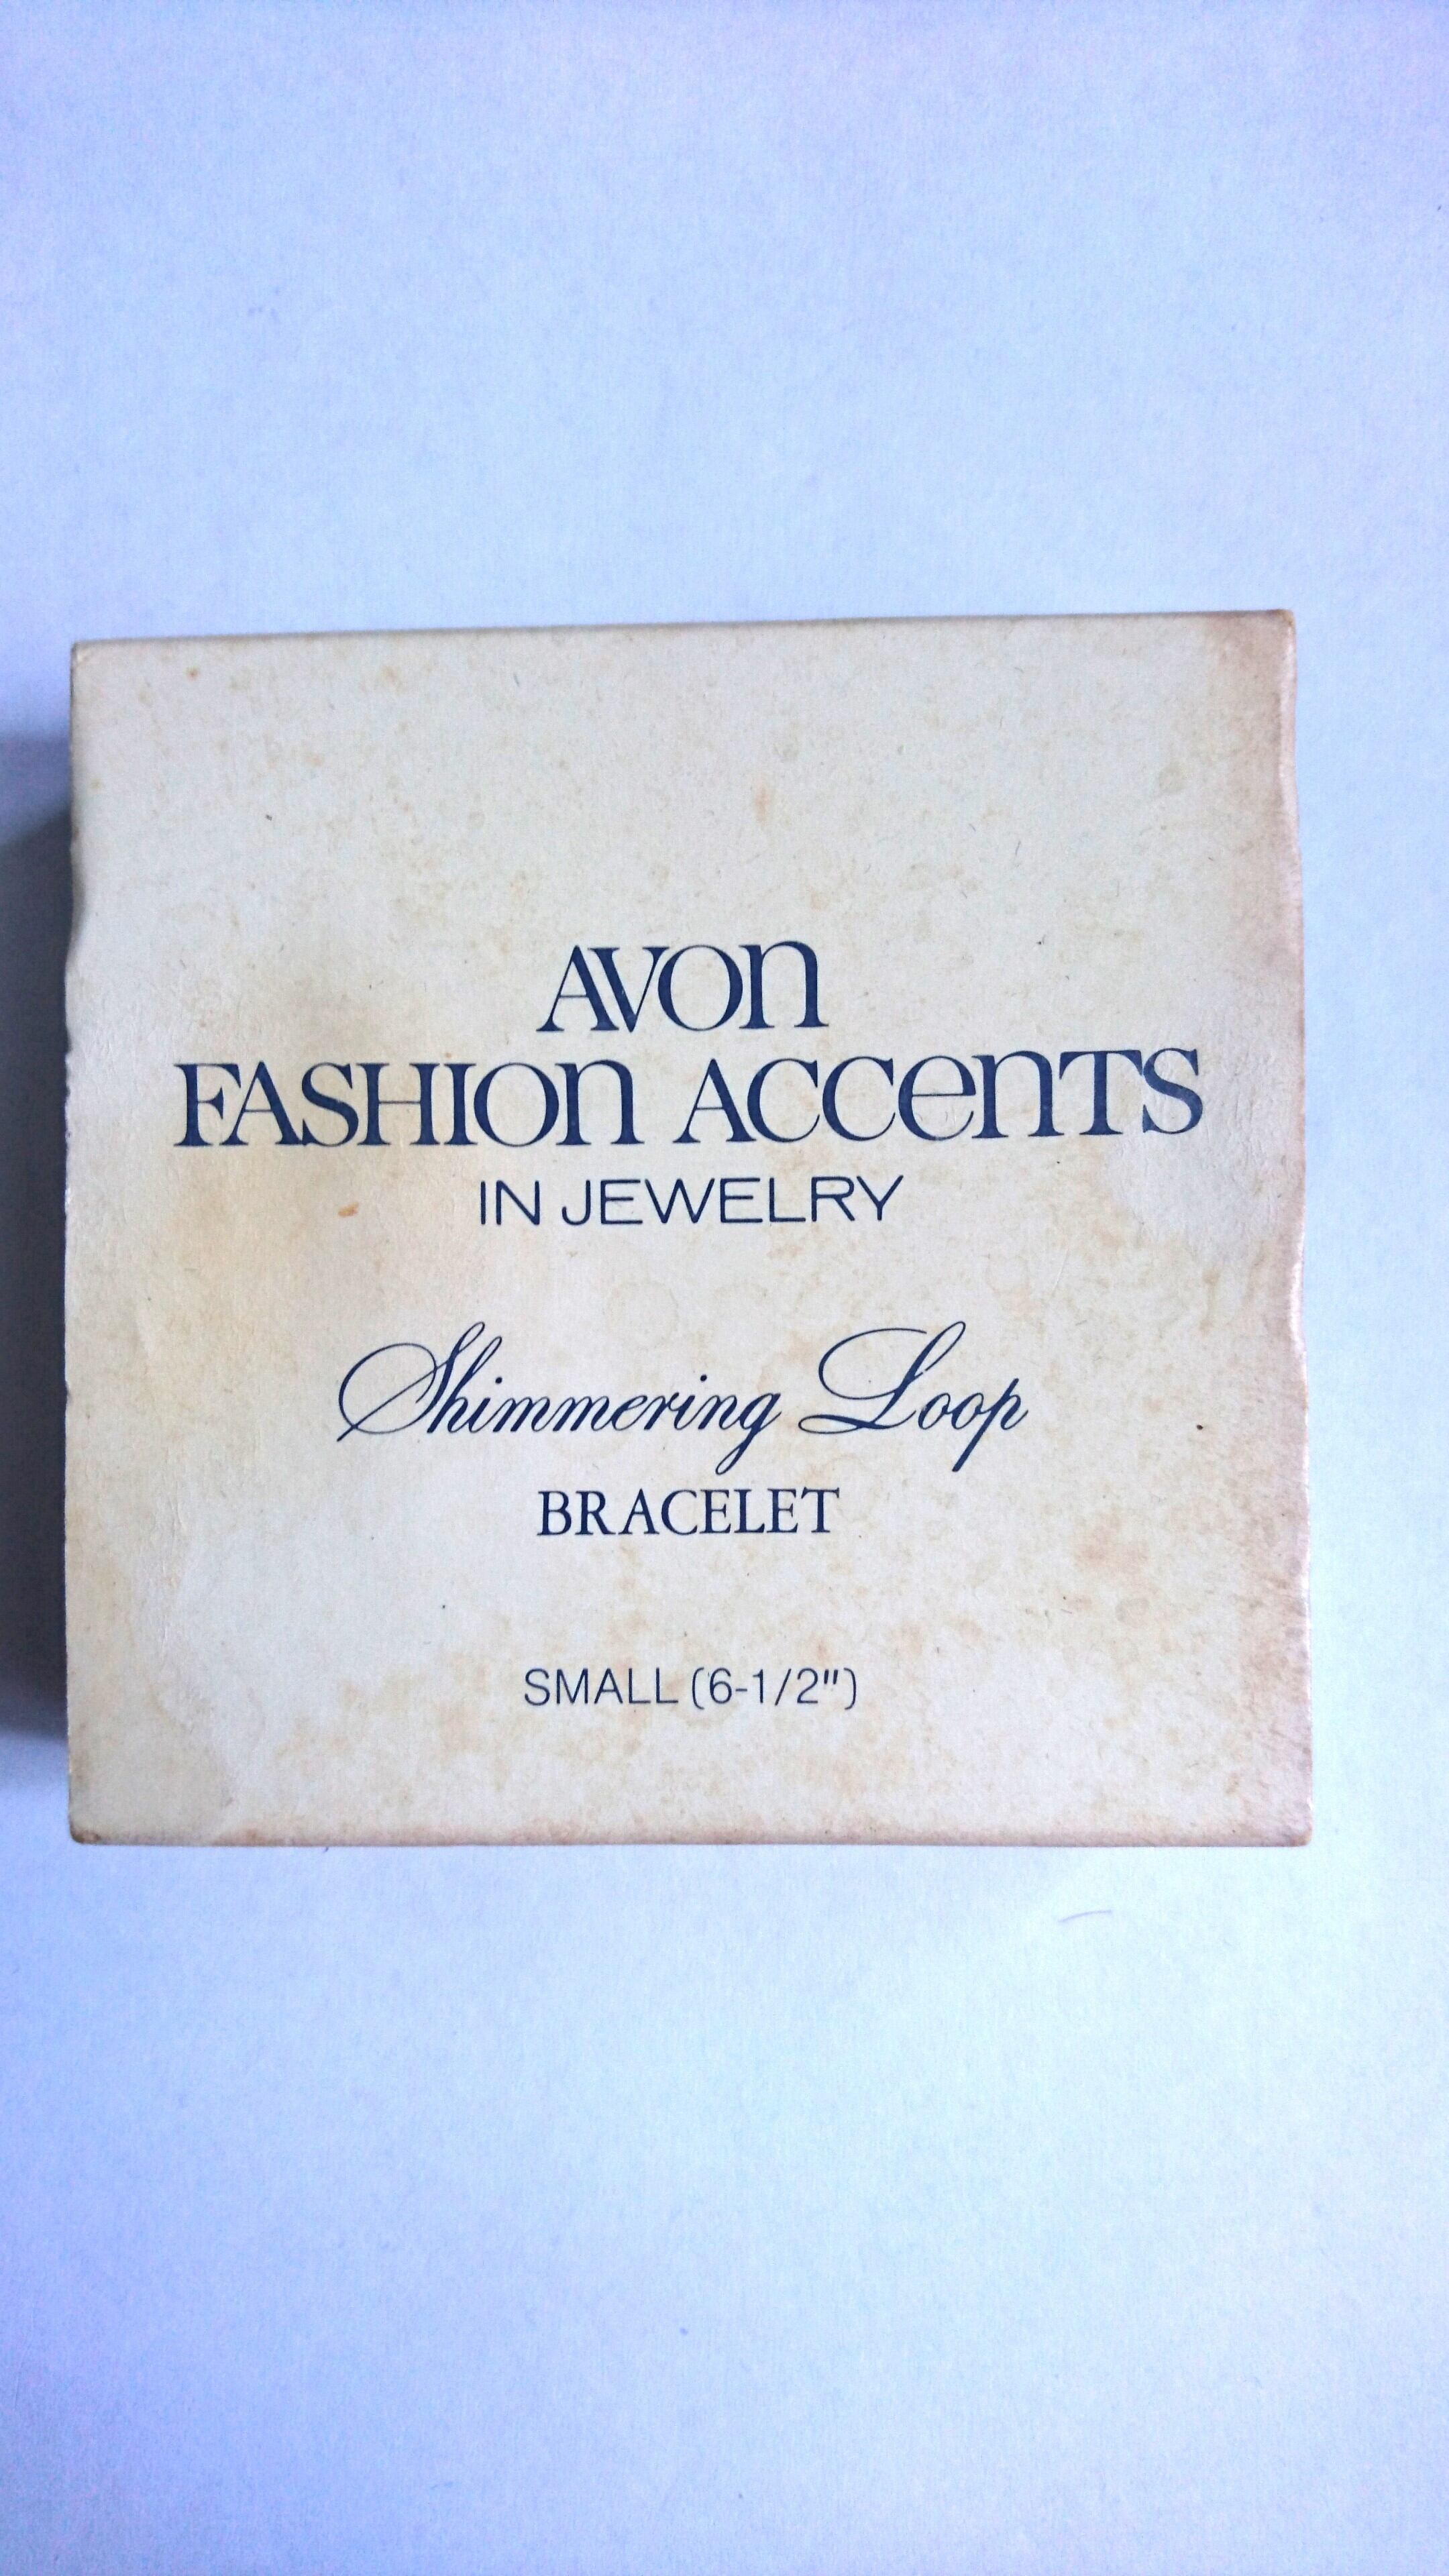 AVON
FASHION ACCENTS
IN JEWELRY
Shimmering Loop
BRACELET
SMALL (6-1/2")